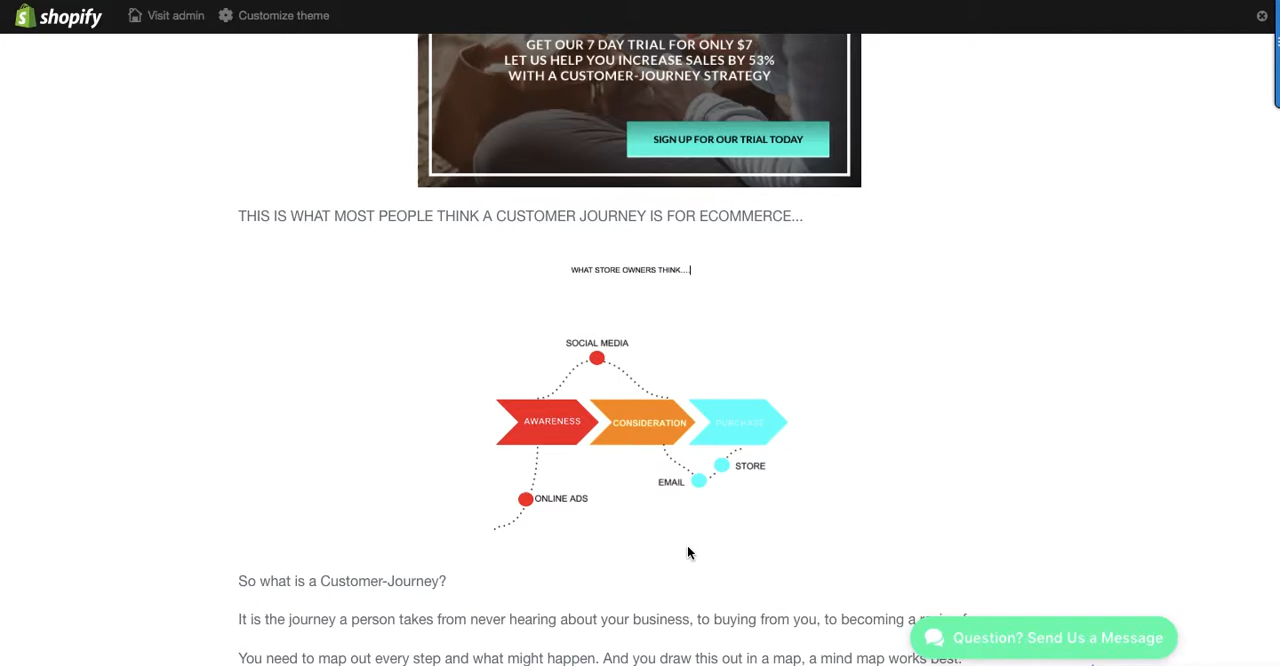 shopify
Visit admin
Customize theme
GET OUR 7 DAY TRIAL FOR ONLY $7
LET US HELP YOU INCREASE SALES BY 53%
WITH A CUSTOMER-JOURNEY STRATEGY
SIGN UP FOR OUR TRIAL TODAY
THIS IS WHAT MOST PEOPLE THINK A CUSTOMER JOURNEY IS FOR ECOMMERCE...
WHAT STORE OWNERS THINK...
SOCIAL MEDIA
AWARENESS
CONSIDERATION
PURCHASE
STORE
EMAIL
ONLINE ADS
So what is a Customer-Journey?
It is the journey a person takes from never hearing about your business, to buying from you, to becoming a
Question? Send Us a Message
You need to map out every step and what might happen. And you draw this out in a map, a mind map works best.